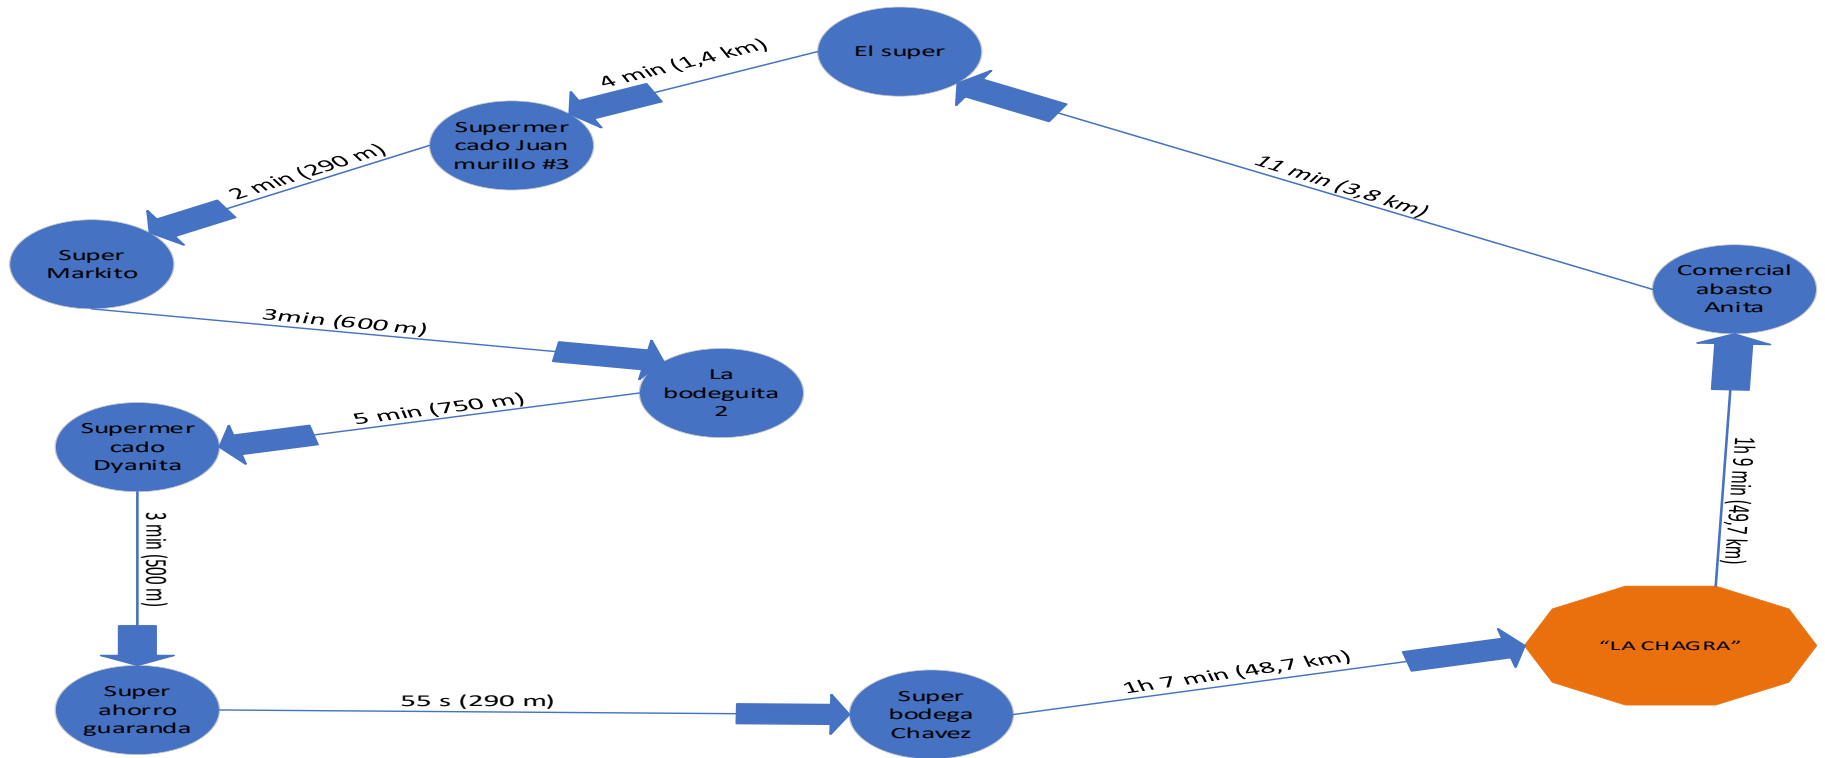 El super
4 min (1,4 km)
Supermer
cado Juan
murillo #3
2 min (290 m)
11 min (3,8 km)
Super
Markito
Comercial
abasto
Anita
3min (600 m)
La
bodeguita
2
5 min (750 m)
Supermer
cado
Dyanita
1h 9 min (49,7 km)
3 min (500 m)
“LA CHAGRA”
Super
ahorro
guaranda
55 s (290 m)
Super
bodega
Chavez
1h 7 min (48,7 km)